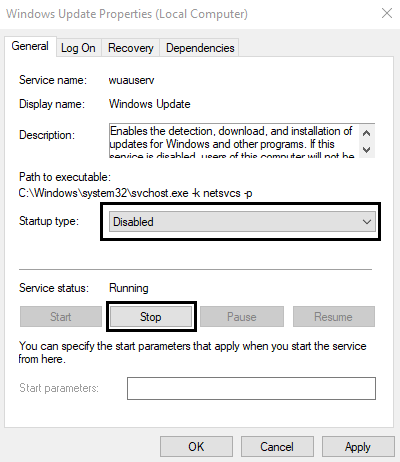 Windows Update Properties (Local Computer)
General Log On Recovery Dependencies
Service name: wuauserv
Display name: Windows Update
Description: Enables the detection, download, and installation of
updates for Windows and other programs. If this
service is disabled, users of this computer will not be
Path to executable:
C:\Windows\system32\svchost.exe -k netsvcs -p
Startup type: Disabled
Service status: Running
Start Stop Pause Resume
You can specify the start parameters that apply when you start the service
from here.
Start parameters:
OK Cancel Apply